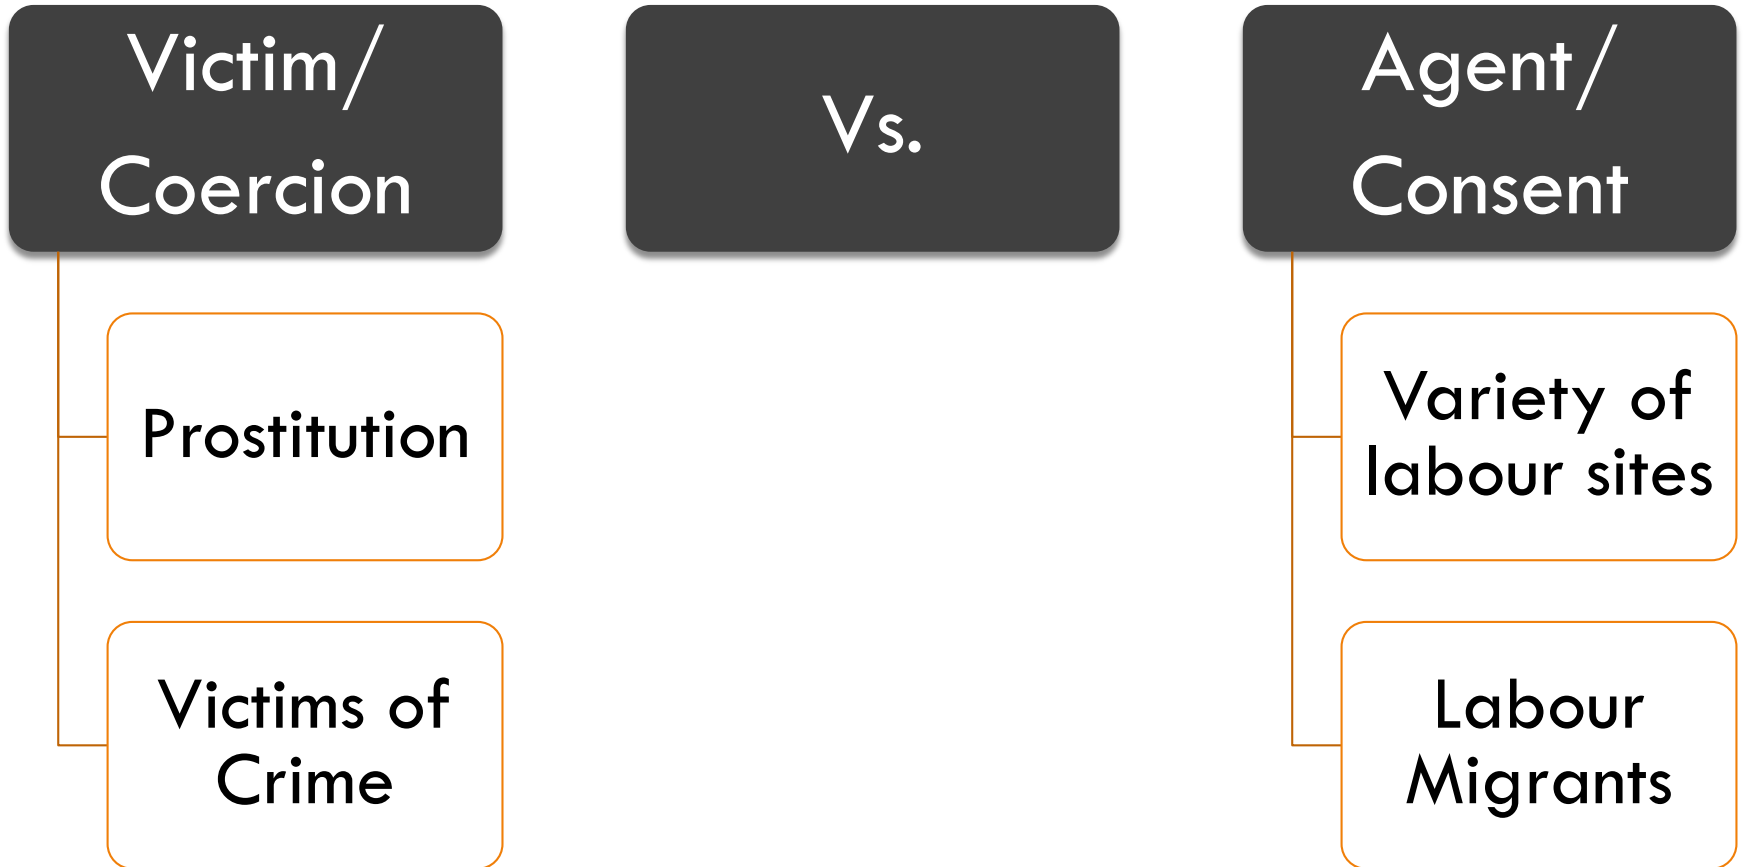 Victim/
Coercion
Prostitution
Victims of
Crime
Vs.
Agent/
Consent
Variety of
labour sites
Labour
Migrants